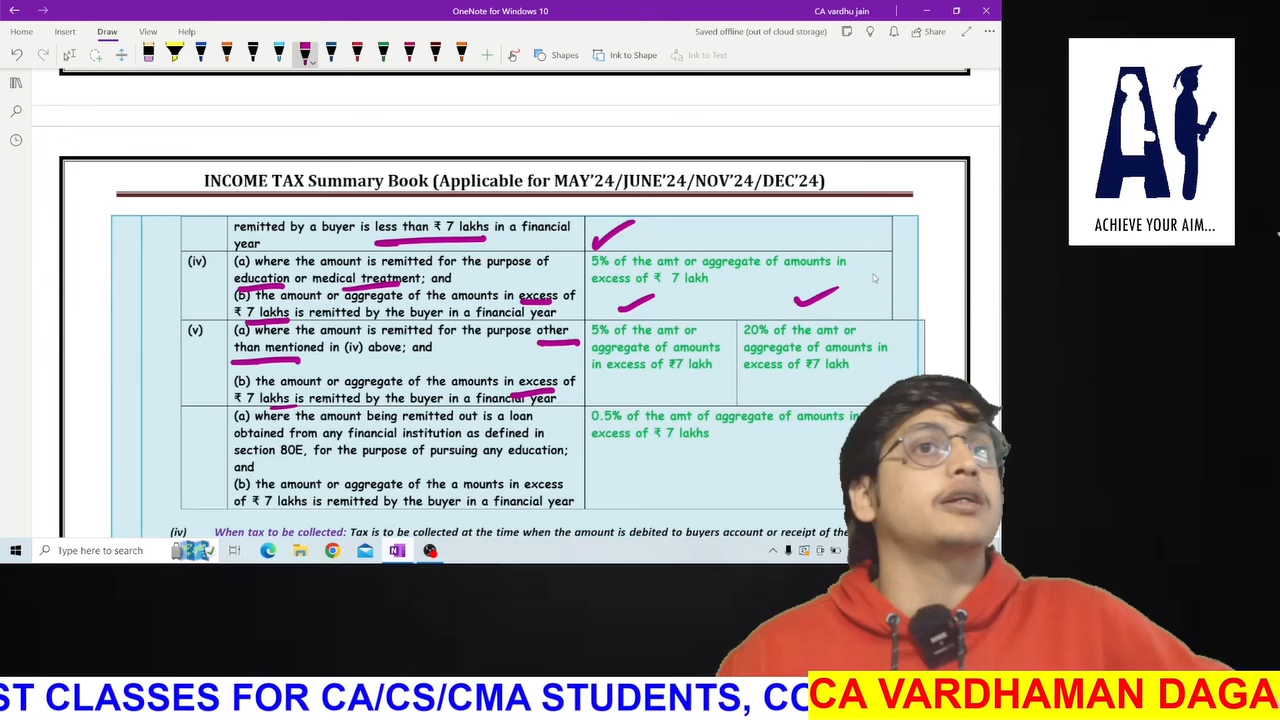 OneNote for Windows 10
CA vardhu jain
Home Insert Draw View Help
Saved offline (out of cloud storage)
Share
Shapes
Ink to Shape
Ink to Text
INCOME TAX Summary Book (Applicable for MAY'24/JUNE'24/NOV'24/DEC'24)
remitted by a buyer is less than ₹ 7 lakhs in a financial
year
(iv)
(a) where the amount is remitted for the purpose of
education or medical treatment; and
(b) the amount or aggregate of the amounts in excess of
₹ 7 lakhs is remitted by the buyer in a financial year
5% of the amt or aggregate of amounts in
excess of ₹ 7 lakh
(v)
(a) where the amount is remitted for the purpose other
than mentioned in (iv) above; and
(b) the amount or aggregate of the amounts in excess of
₹ 7 lakhs is remitted by the buyer in a financial year
5% of the amt or
aggregate of amounts
in excess of ₹7 lakh
20% of the amt or
aggregate of amounts
in excess of ₹7 lakh
(a) where the amount being remitted out is a loan
obtained from any financial institution as defined in
section 80E, for the purpose of pursuing any education;
and
(b) the amount or aggregate of the a mounts in excess
of ₹ 7 lakhs is remitted by the buyer in a financial year
0.5% of the amt of aggregate of amounts in
excess of ₹ 7 lakhs
(iv) When tax to be collected: Tax is to be collected at the time when the amount is debited to buyers account or receipt of the
Type here to search
AI
ACHIEVE YOUR AIM...
ST CLASSES FOR CA/CS/CMA STUDENTS, CO
CA VARDHAMAN DAGA